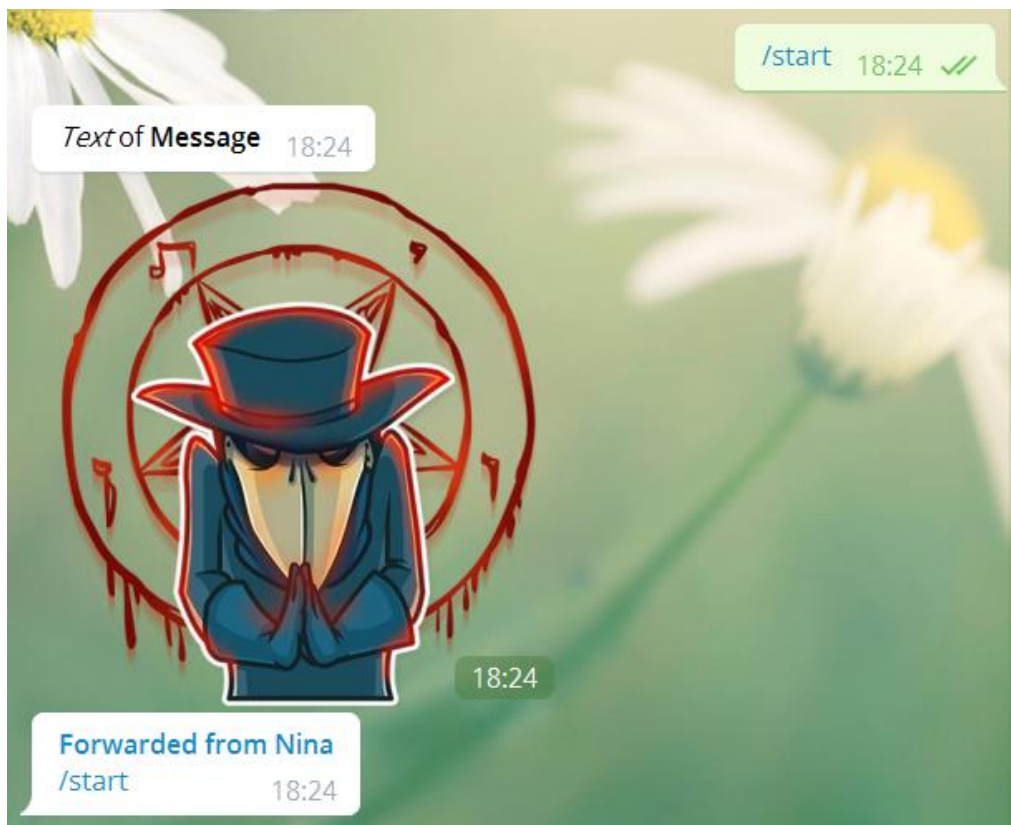 /start 18:24
Text of Message 18:24
18:24
Forwarded from Nina
/start 18:24